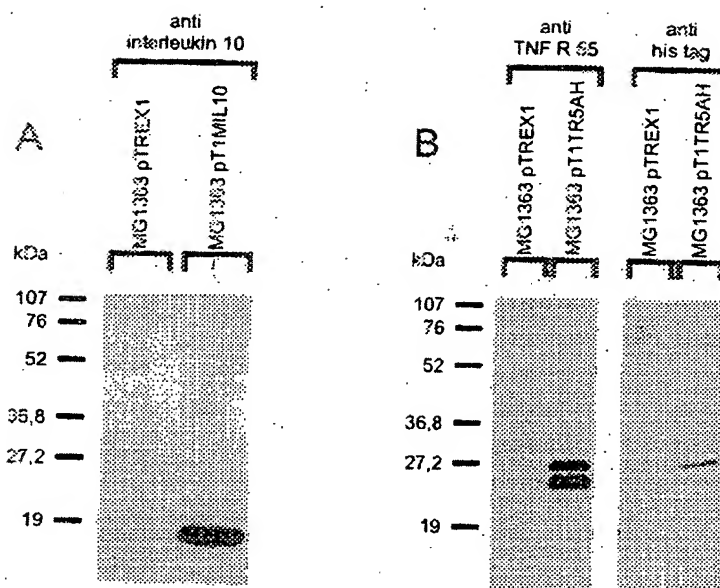 anti
interleukin 10
A
MG1363 pTREX1
MG1363 pT1MIL10
kDa
107
76
52
35,8
27,2
19
anti
TNF R 55
anti
his tag
B
MG1363 pTREX1
MG1363 pT1TR5AH
MG1363 pTREX1
MG1363 pT1TR5AH
kDa
107
76
52
36,8
27,2
19